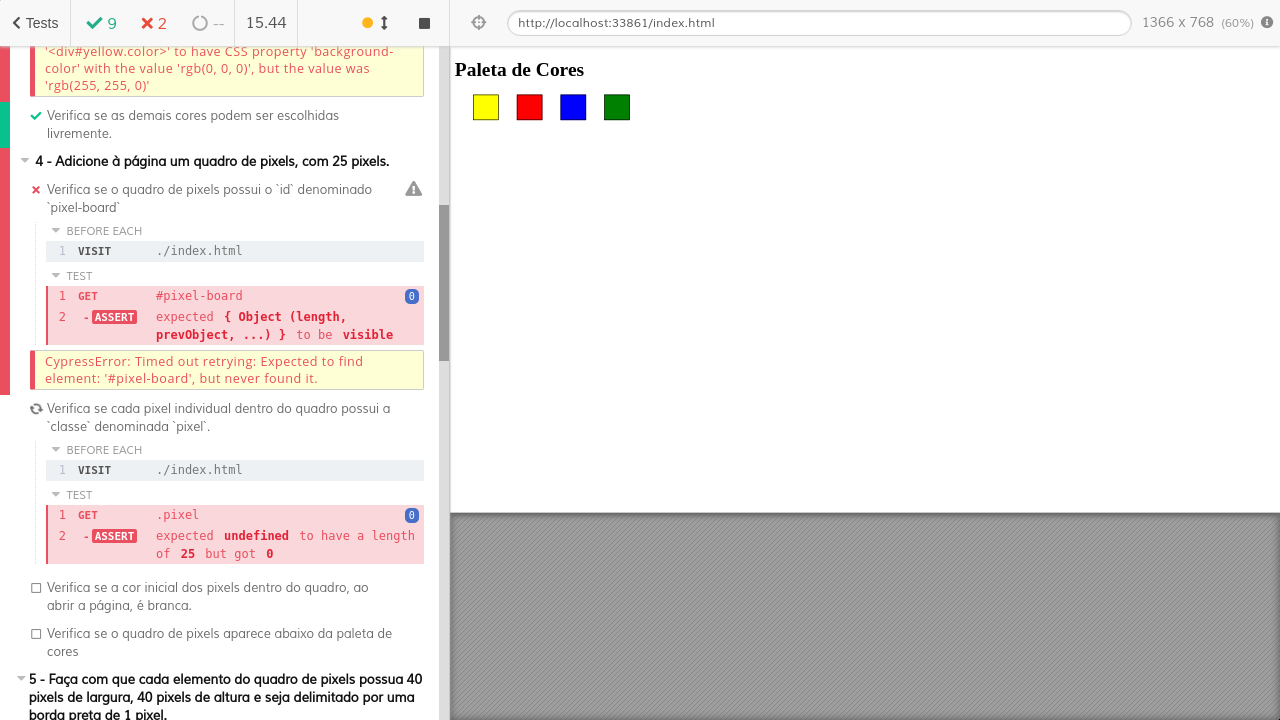 Tests
9
2
--
15.44
http://localhost:33861/index.html
1366 x 768 (60%)
'<div#yellow.color>' to have CSS property 'background-
color' with the value 'rgb(0, 0, 0)', but the value was
'rgb(255, 255, 0)'
Verifica se as demais cores podem ser escolhidas
livremente.
4 - Adicione à página um quadro de pixels, com 25 pixels.
Verifica se o quadro de pixels possui o `id` denominado
`pixel-board`
BEFORE EACH
1 VISIT ./index.html
TEST
1 GET #pixel-board 0
2 -ASSERT expected { Object (length,
prevObject, ...) } to be visible
CypressError: Timed out retrying: Expected to find
element: '#pixel-board', but never found it.
Verifica se cada pixel individual dentro do quadro possui a
`classe` denominada `pixel`.
BEFORE EACH
1 VISIT ./index.html
TEST
1 GET .pixel 0
2 -ASSERT expected undefined to have a length
of 25 but got 0
Verifica se a cor inicial dos pixels dentro do quadro, ao
abrir a página, é branca.
Verifica se o quadro de pixels aparece abaixo da paleta de
cores
5 - Faça com que cada elemento do quadro de pixels possua 40
pixels de largura, 40 pixels de altura e seja delimitado por uma
borda preta de 1 pixel.
Paleta de Cores